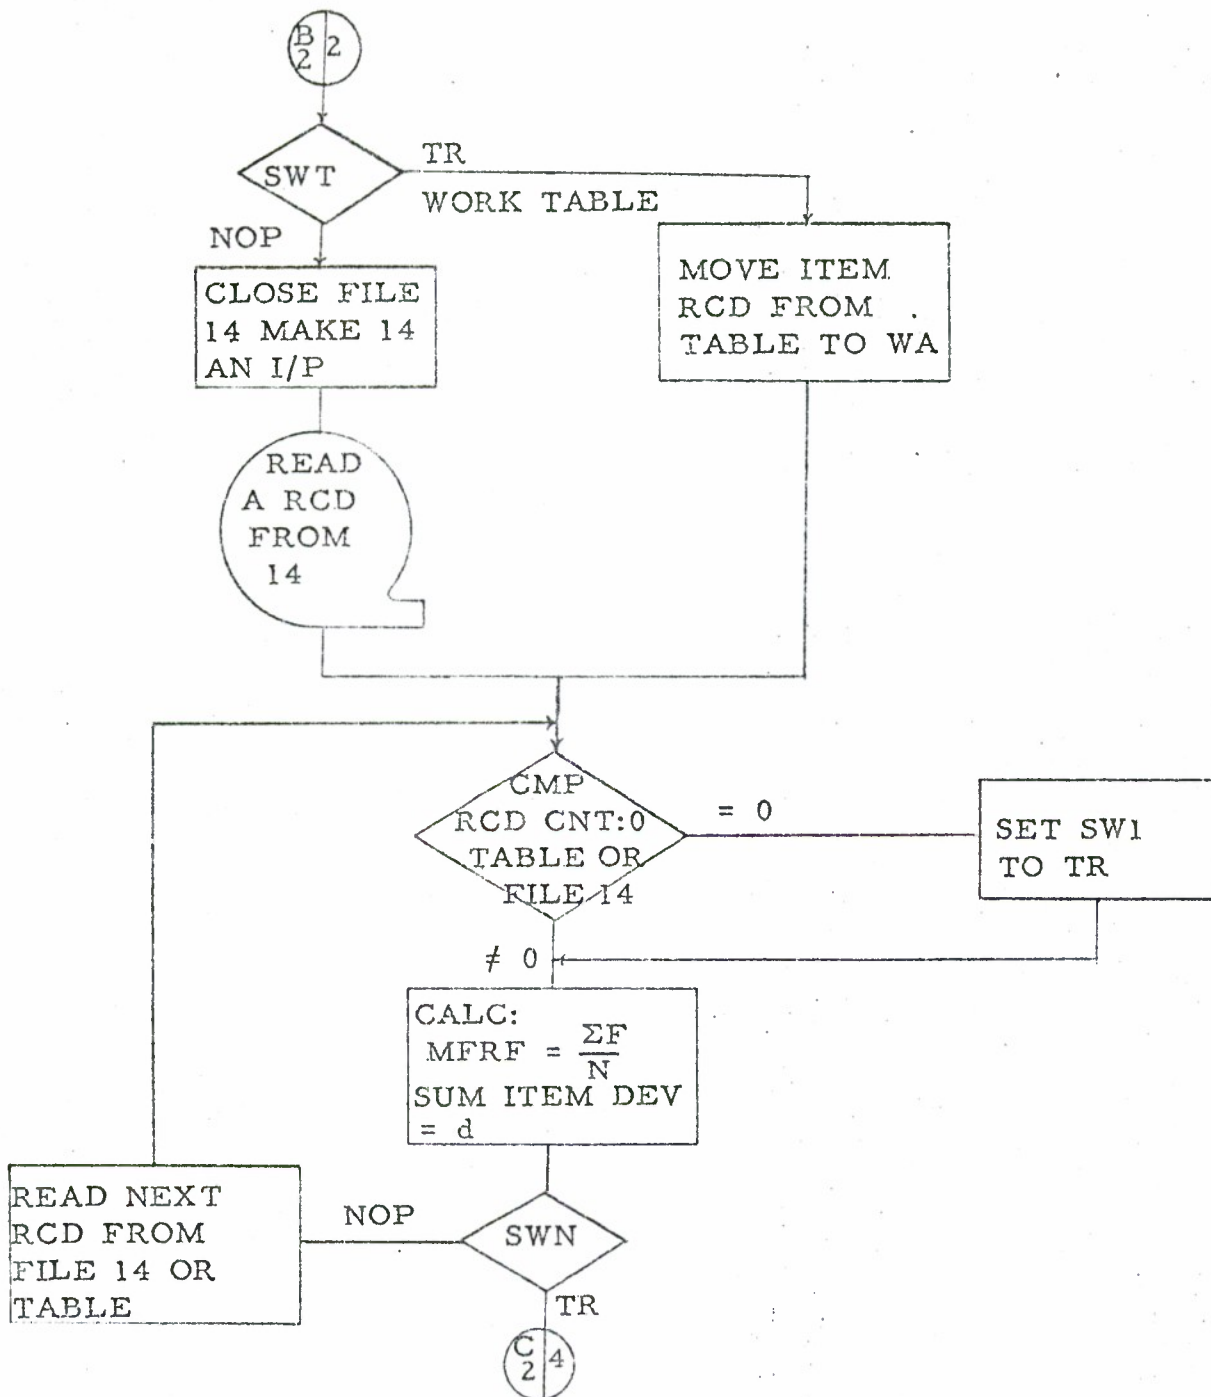 B 2
2
SWT
TR
WORK TABLE
NOP
CLOSE FILE
14 MAKE 14
AN I/P
MOVE ITEM
RCD FROM
TABLE TO WA
READ
A RCD
FROM
14
CMP
RCD CNT:0
TABLE OR
FILE 14
= 0
SET SW1
TO TR
≠ 0
CALC:
MFRF = ΣF
N
SUM ITEM DEV
= d
READ NEXT
RCD FROM
FILE 14 OR
TABLE
NOP
SWN
TR
C 4
2